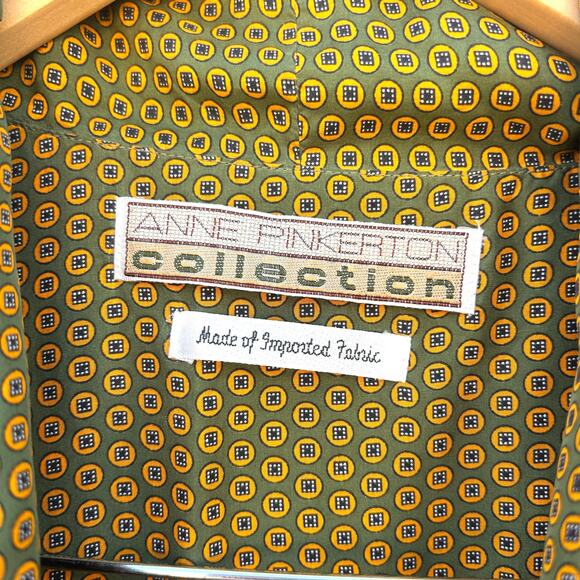 ANNE PINKERTON
collection
Made of Imported Fabric